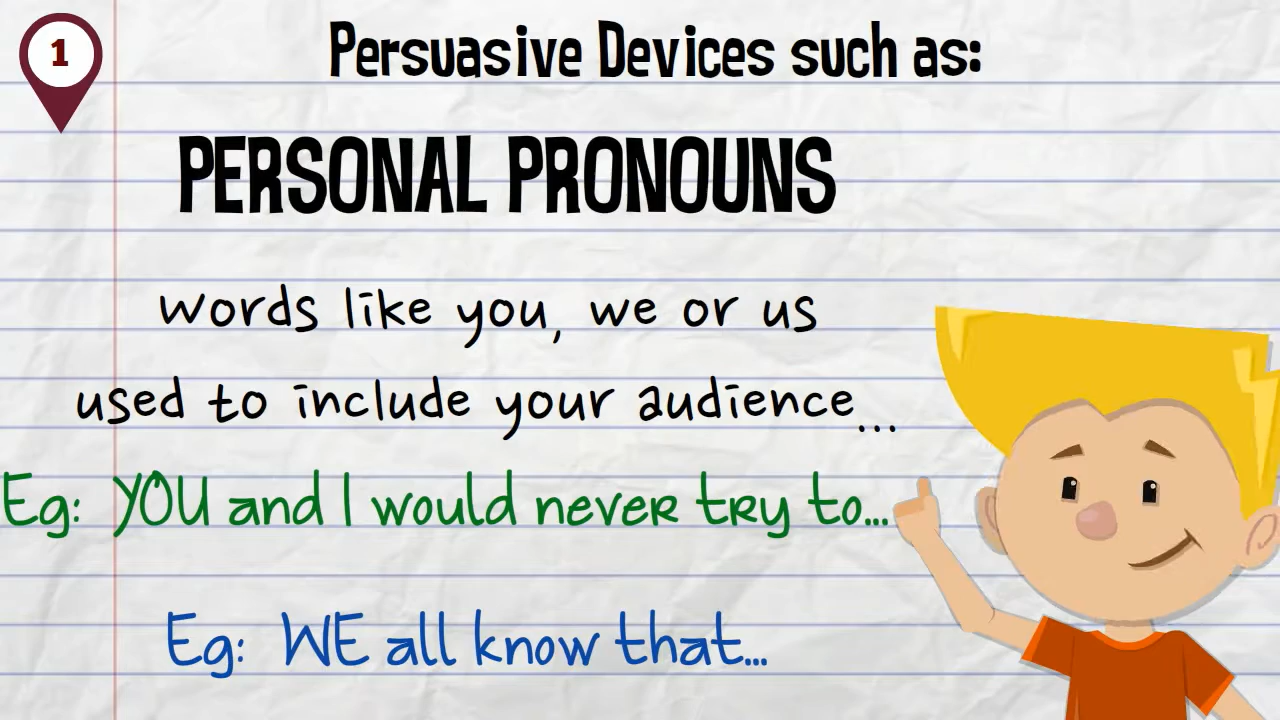 1
Persuasive Devices such as:
PERSONAL PRONOUNS
words like you, we or us
used to include your audience...
Eg: YOU and I would never try to...
Eg: WE all know that...